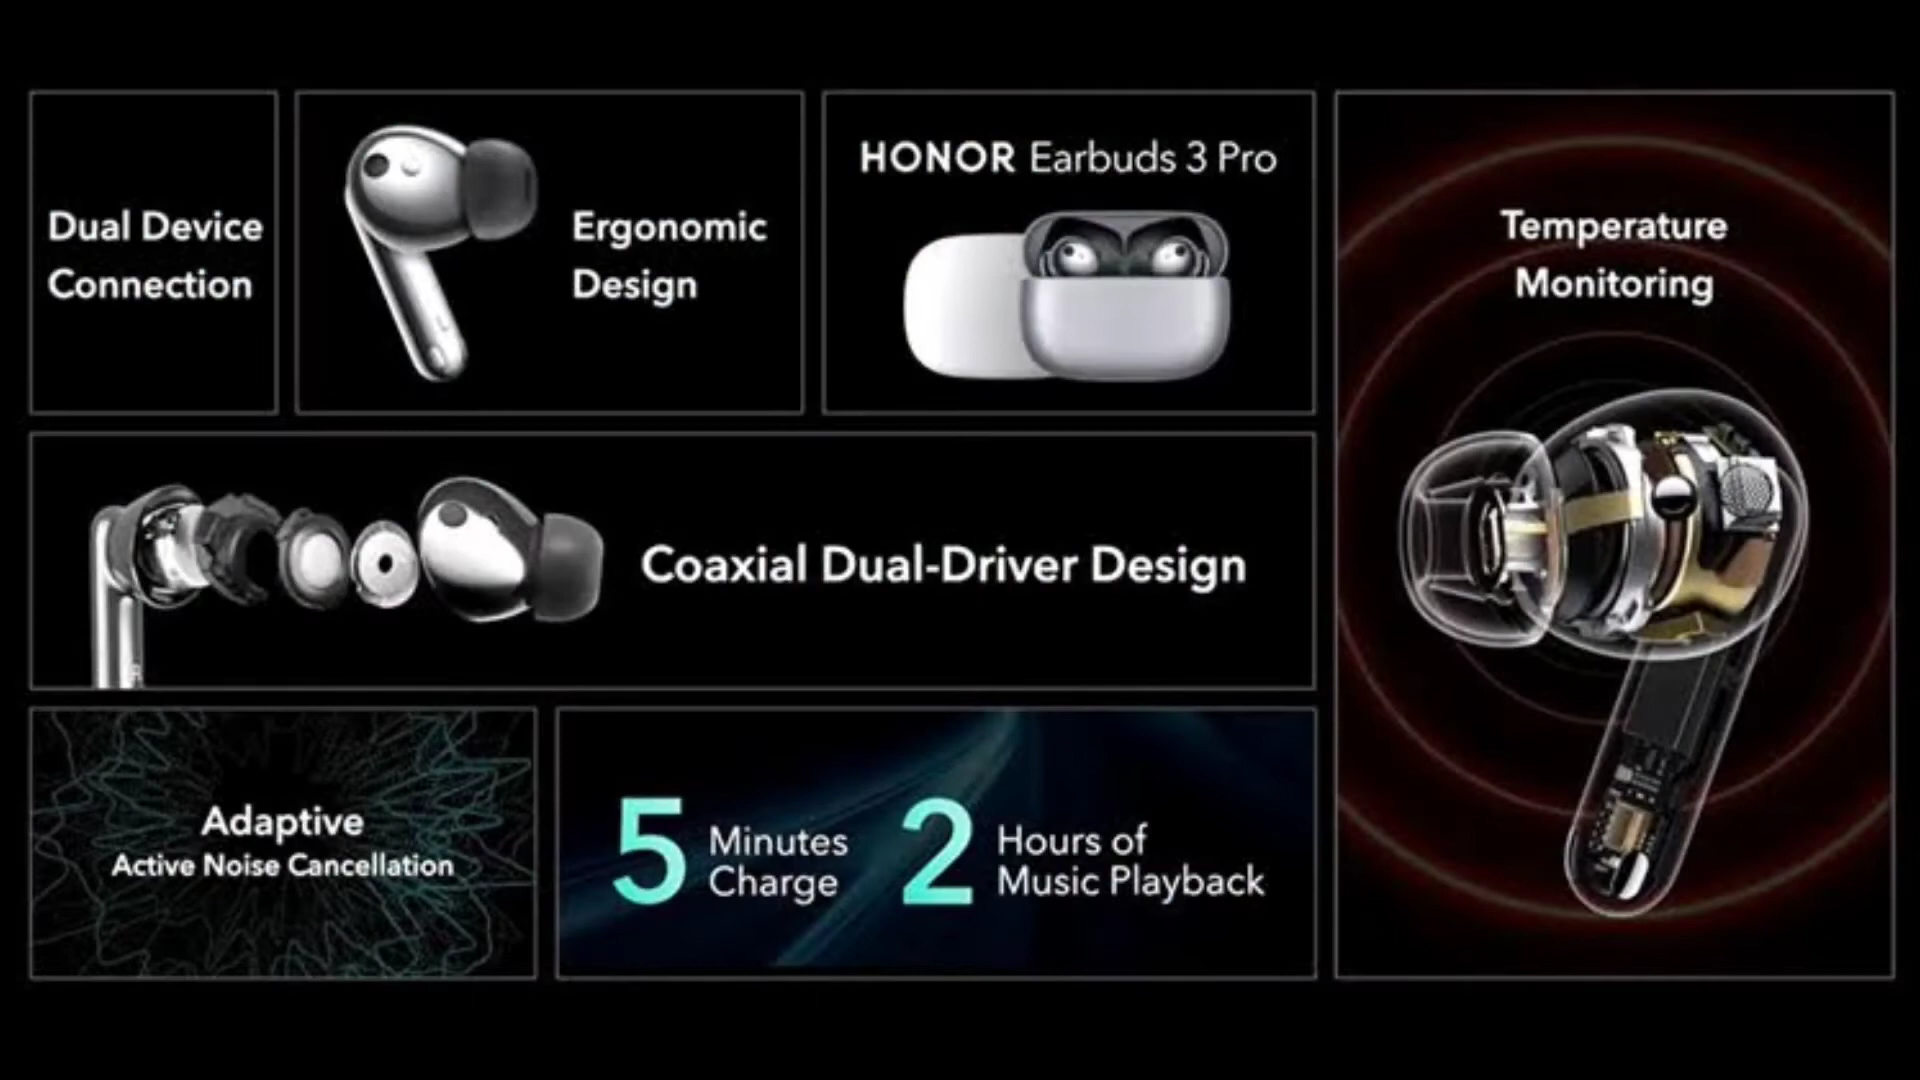 Dual Device
Connection
Ergonomic
Design
HONOR Earbuds 3 Pro
Temperature
Monitoring
Coaxial Dual-Driver Design
Adaptive
Active Noise Cancellation
5 Minutes
Charge
2 Hours of
Music Playback